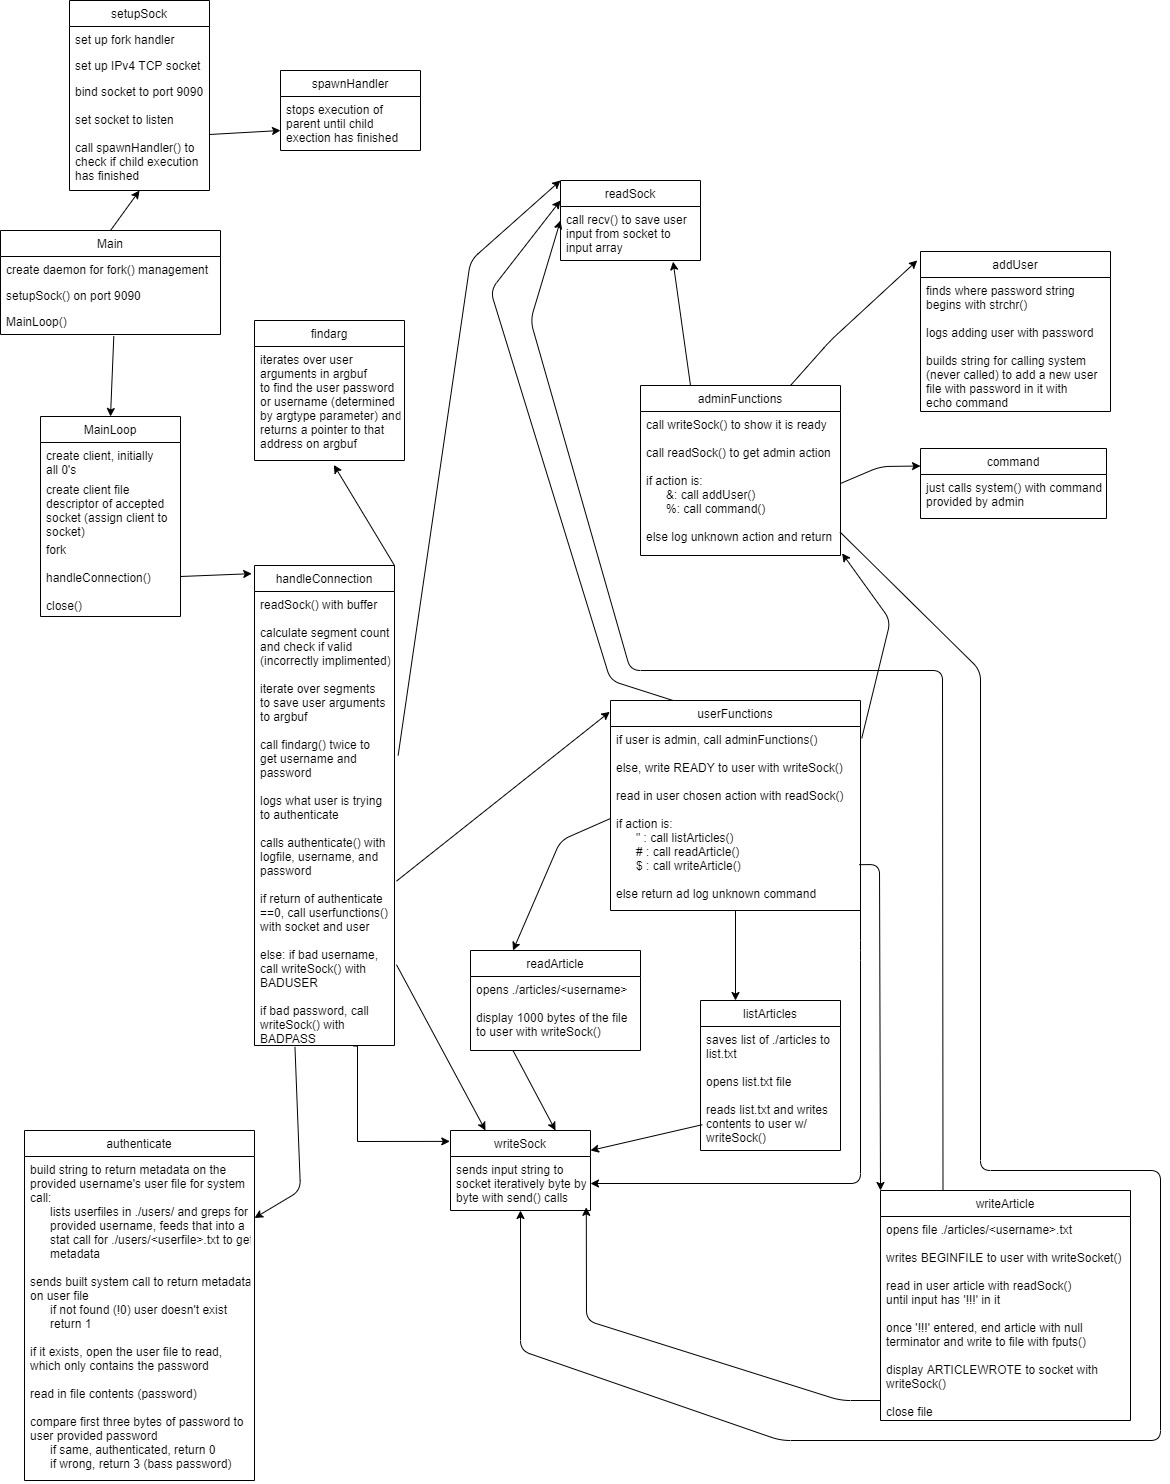 setupSock
set up fork handler
set up IPv4 TCP socket
bind socket to port 9090
set socket to listen
call spawnHandler() to
check if child execution
has finished
spawnHandler
stops execution of
parent until child
exection has finished
Main
create daemon for fork() management
setupSock() on port 9090
MainLoop()
readSock
call recv() to save user
input from socket to
input array
addUser
finds where password string
begins with strchr()
logs adding user with password
builds string for calling system
(never called) to add a new user
file with password in it with
echo command
findarg
iterates over user
arguments in argbuf
to find the user password
or username (determined
by argtype parameter) and
returns a pointer to that
address on argbuf
adminFunctions
call writeSock() to show it is ready
call readSock() to get admin action
if action is:
&: call addUser()
%: call command()
else log unknown action and return
command
just calls system() with command
provided by admin
MainLoop
create client, initially
all 0's
create client file
descriptor of accepted
socket (assign client to
socket)
fork
handleConnection()
close()
handleConnection
readSock() with buffer
calculate segment count
and check if valid
(incorrectly implimented)
iterate over segments
to save user arguments
to argbuf
call findarg() twice to
get username and
password
logs what user is trying
to authenticate
calls authenticate() with
logfile, username, and
password
if return of authenticate
==0, call userfunctions()
with socket and user
else: if bad username,
call writeSock() with
BADUSER
if bad password, call
writeSock() with
BADPASS
userFunctions
if user is admin, call adminFunctions()
else, write READY to user with writeSock()
read in user chosen action with readSock()
if action is:
" : call listArticles()
# : call readArticle()
$ : call writeArticle()
else return ad log unknown command
readArticle
opens ./articles/<username>
display 1000 bytes of the file
to user with writeSock()
listArticles
saves list of ./articles to
list.txt
opens list.txt file
reads list.txt and writes
contents to user w/
writeSock()
authenticate
build string to return metadata on the
provided username's user file for system
call:
lists userfiles in ./users/ and greps for
provided username, feeds that into a
stat call for ./users/<userfile>.txt to get
metadata
sends built system call to return metadata
on user file
if not found (!0) user doesn't exist
return 1
if it exists, open the user file to read,
which only contains the password
read in file contents (password)
compare first three bytes of password to
user provided password
if same, authenticated, return 0
if wrong, return 3 (bass password)
writeSock
sends input string to
socket iteratively byte by
byte with send() calls
writeArticle
opens file ./articles/<username>.txt
writes BEGINFILE to user with writeSocket()
read in user article with readSock()
until input has '!!!' in it
once '!!!' entered, end article with null
terminator and write to file with fputs()
display ARTICLEWROTE to socket with
writeSock()
close file